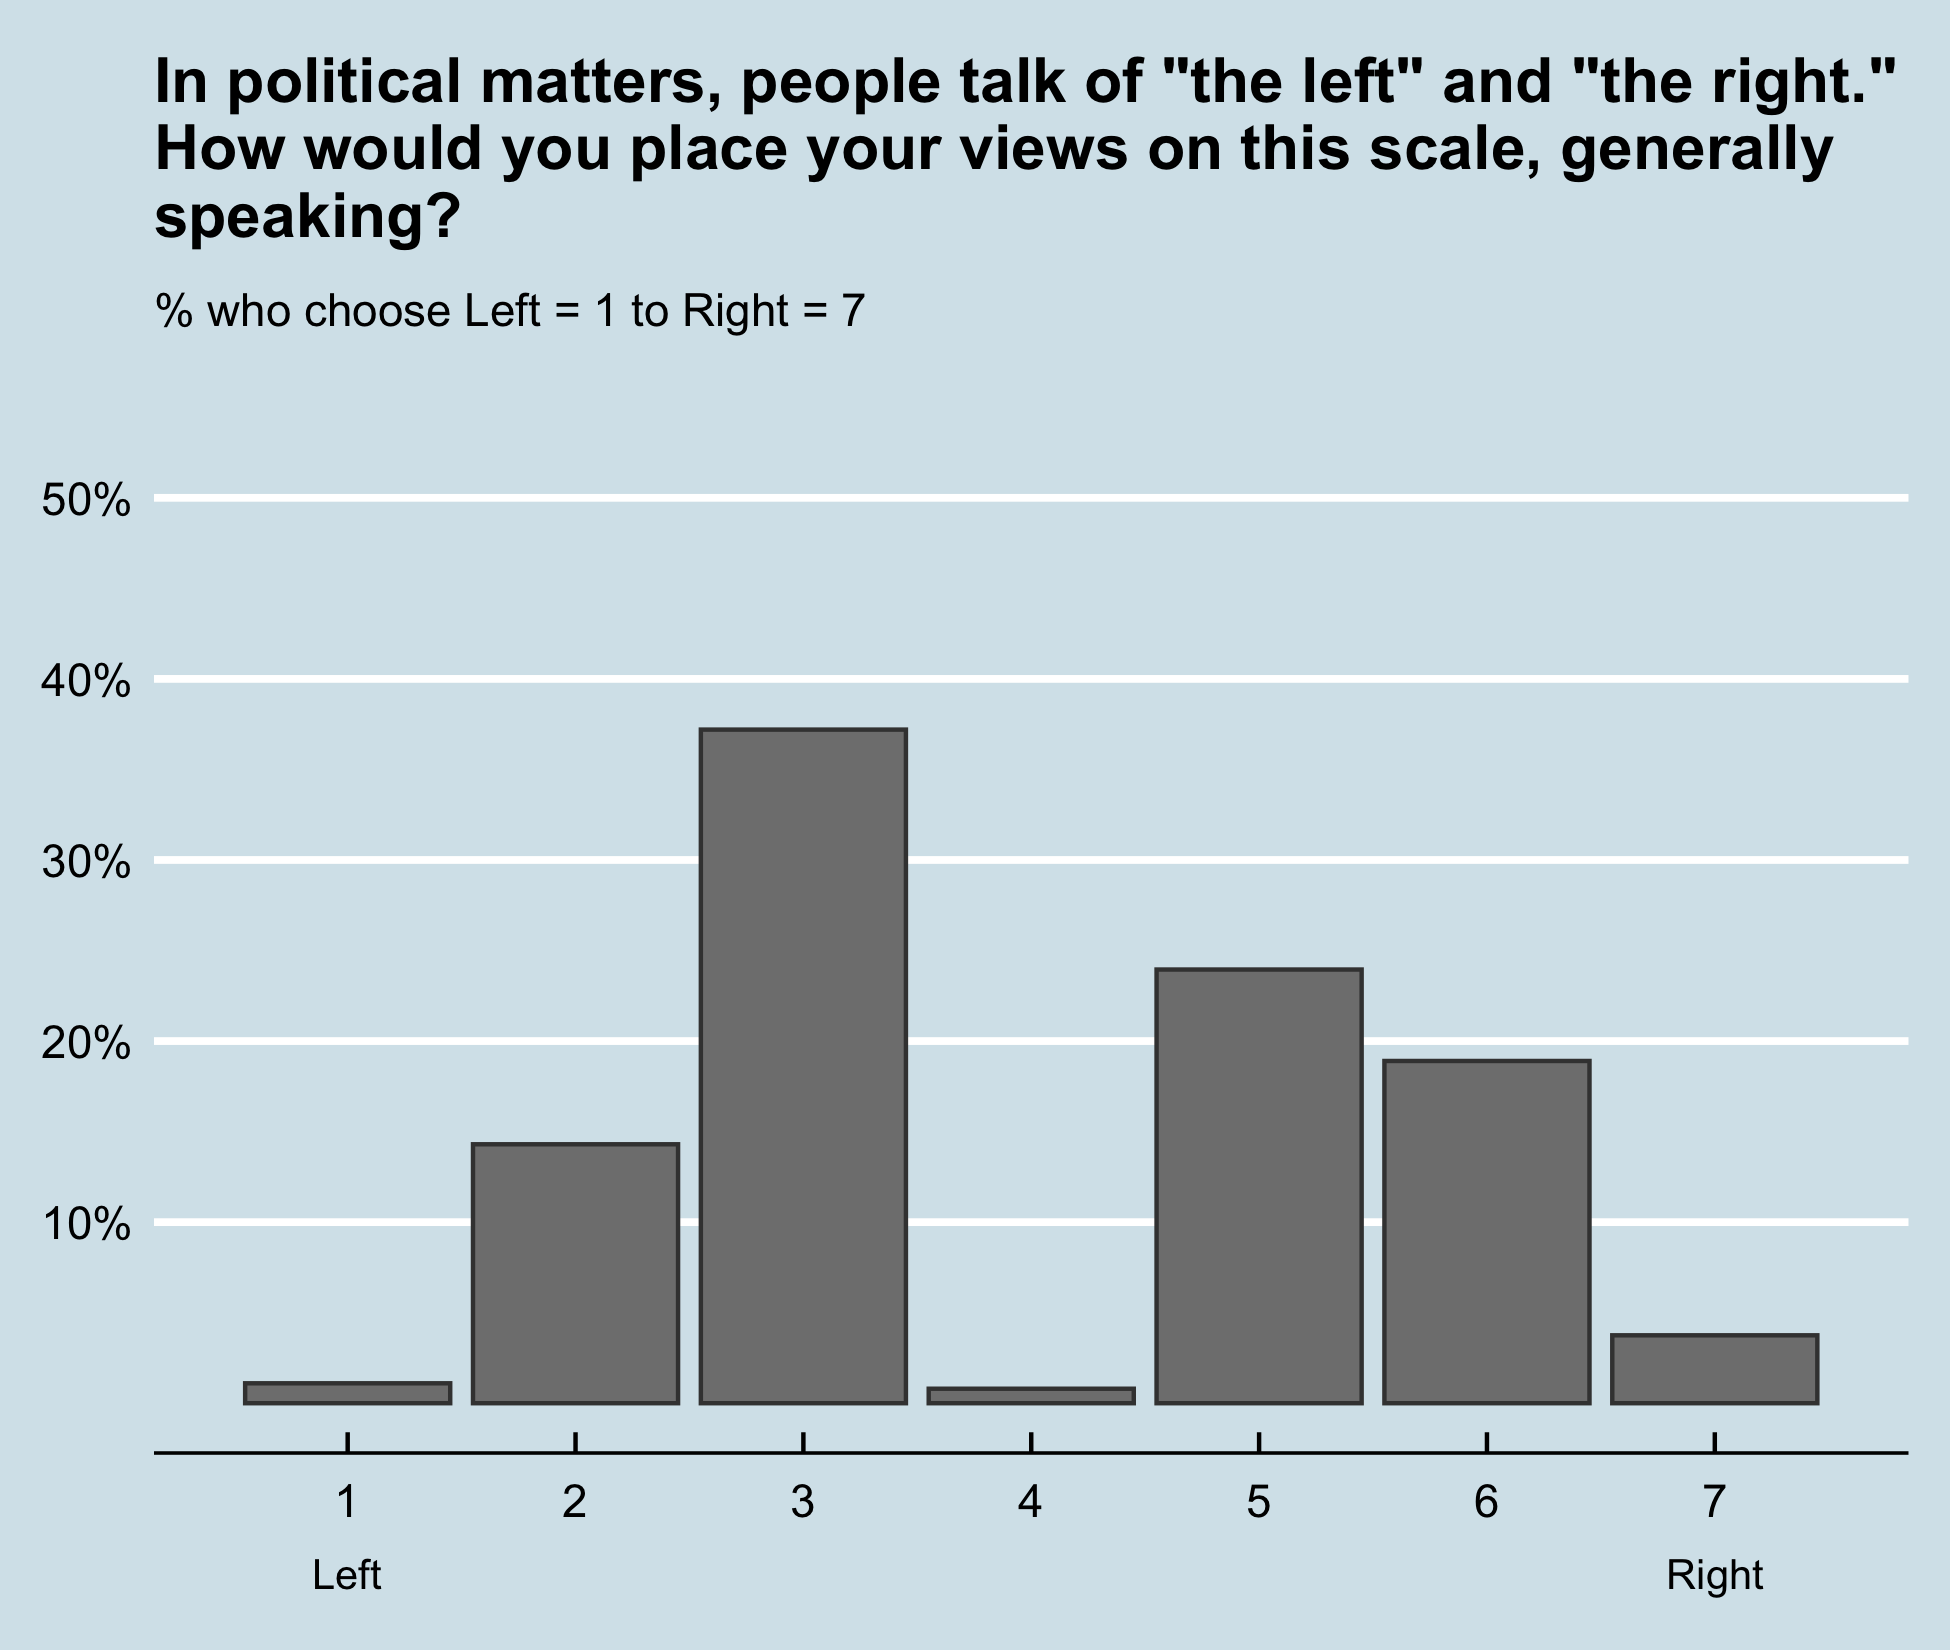 In political matters, people talk of "the left" and "the right."
How would you place your views on this scale, generally
speaking?
% who choose Left = 1 to Right = 7
50%
40%
30%
20%
10%
1 2 3 4 5 6 7
Left Right